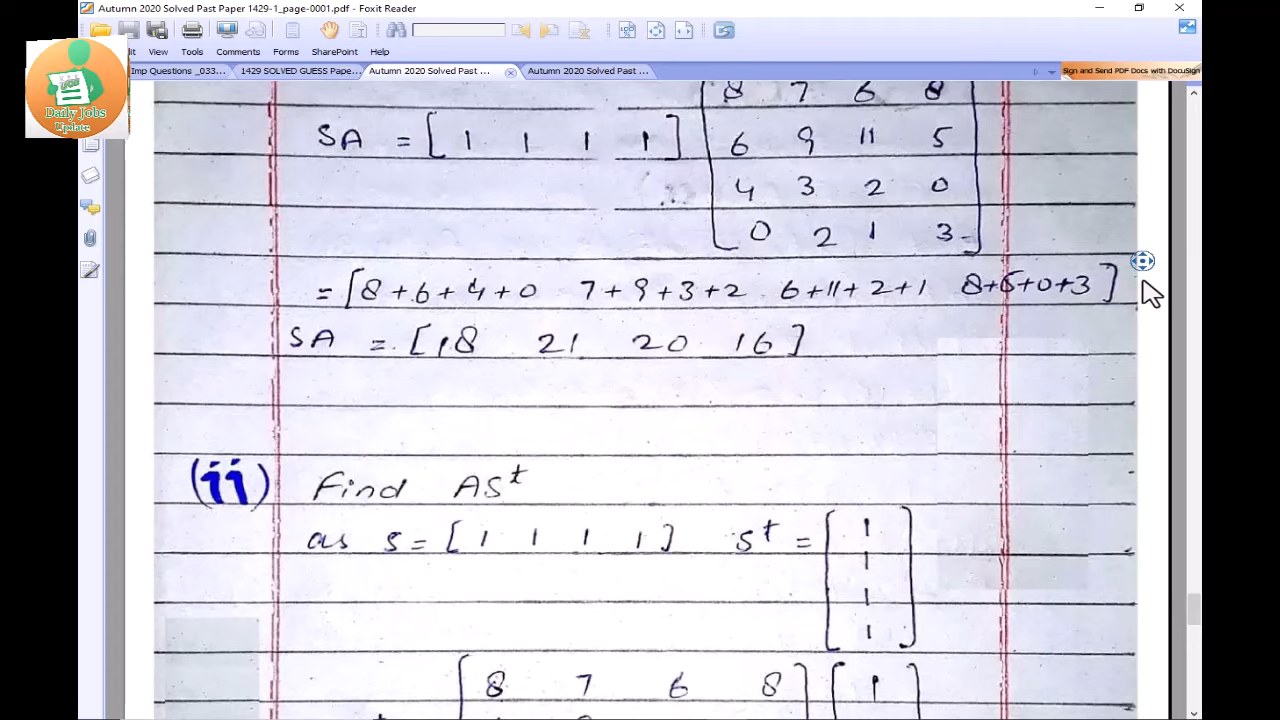 Autumn 2020 Solved Past Paper 1429-1_page-0001.pdf - Foxit Reader
View Tools Comments Forms SharePoint Help
Imp Questions _033... 1429 SOLVED GUESS Pape... Autumn 2020 Solved Past ... Autumn 2020 Solved Past ... Sign and Send PDF Docs with DocuSign
JOB
Daily Jobs
Update
8 7 6 8
SA = [ 1 1 1 1 ] 6 9 11 5
4 3 2 0
0 2 1 3
= [8+6+4+0 7+9+3+2 6+11+2+1 8+5+0+3]
SA = [18 21 20 16]
(ii) Find AS^t
as S = [ 1 1 1 1 ] S^t = [ 1
1
1
1 ]
[ 8 7 6 8 ] [ 1 ]